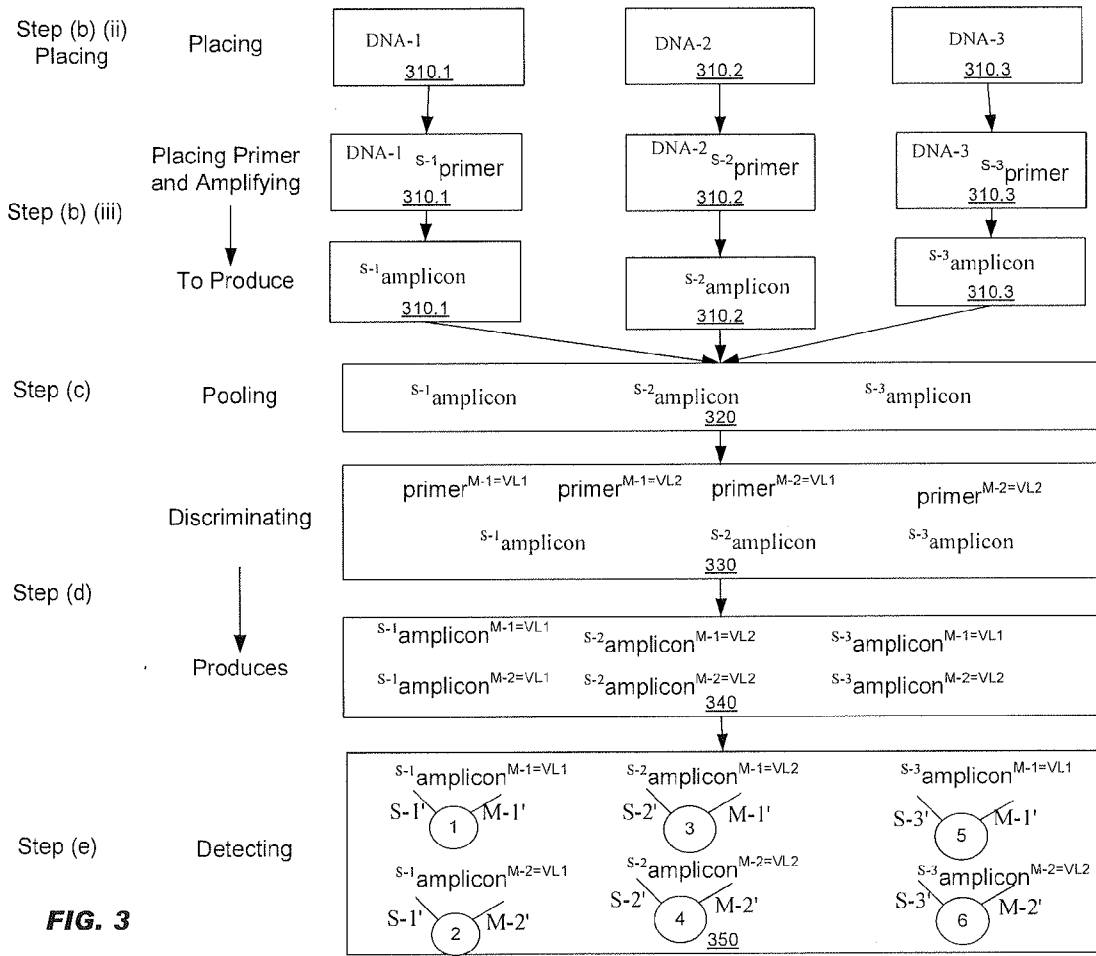 Step (b) (ii)
Placing
Placing
DNA-1
310.1
DNA-2
310.2
DNA-3
310.3
Placing Primer
and Amplifying
DNA-1 S-1primer
310.1
DNA-2 S-2primer
310.2
DNA-3 S-3primer
310.3
Step (b) (iii)
To Produce
S-1amplicon
310.1
S-2amplicon
310.2
S-3amplicon
310.3
Step (c)
Pooling
S-1amplicon S-2amplicon S-3amplicon
320
Discriminating
primerM-1=VL1 primerM-1=VL2 primerM-2=VL1 primerM-2=VL2
S-1amplicon S-2amplicon S-3amplicon
330
Step (d)
Produces
S-1ampliconM-1=VL1 S-2ampliconM-1=VL2 S-3ampliconM-1=VL1
S-1ampliconM-2=VL1 S-2ampliconM-2=VL2 S-3ampliconM-2=VL2
340
Step (e)
Detecting
S-1ampliconM-1=VL1 S-2ampliconM-1=VL2 S-3ampliconM-1=VL1
S-1' 1 M-1' S-2' 3 M-1' S-3' 5 M-1'
S-1ampliconM-2=VL1 S-2ampliconM-2=VL2 S-3ampliconM-2=VL2
S-1' 2 M-2' S-2' 4 M-2' S-3' 6 M-2'
350
FIG. 3